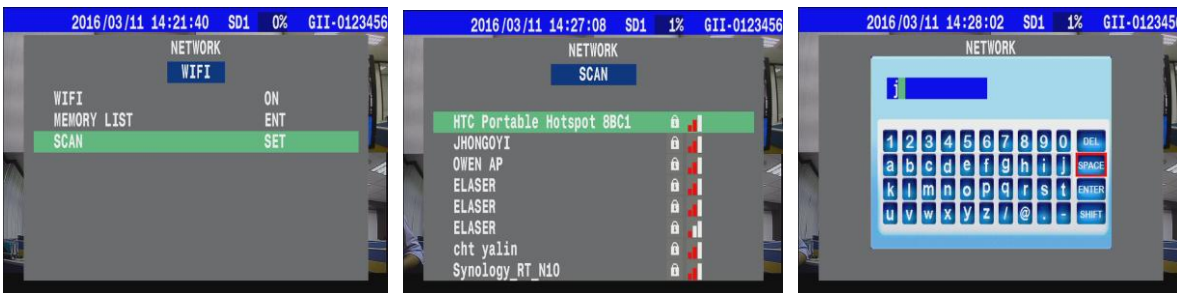 2016/03/11 14:21:40 SD1 0% GII-0123456
NETWORK
WIFI
WIFI ON
MEMORY LIST ENT
SCAN SET
2016/03/11 14:27:08 SD1 1% GII-0123456
NETWORK
SCAN
HTC Portable Hotspot 8BC1
JHONGOYI
OWEN AP
ELASER
ELASER
ELASER
cht yalin
Synology_RT_N10
2016/03/11 14:28:02 SD1 1% GII-0123456
NETWORK
j
1 2 3 4 5 6 7 8 9 0 DEL
a b c d e f g h i j SPACE
k l m n o p q r s t ENTER
u v w x y z / @ . - SHIFT